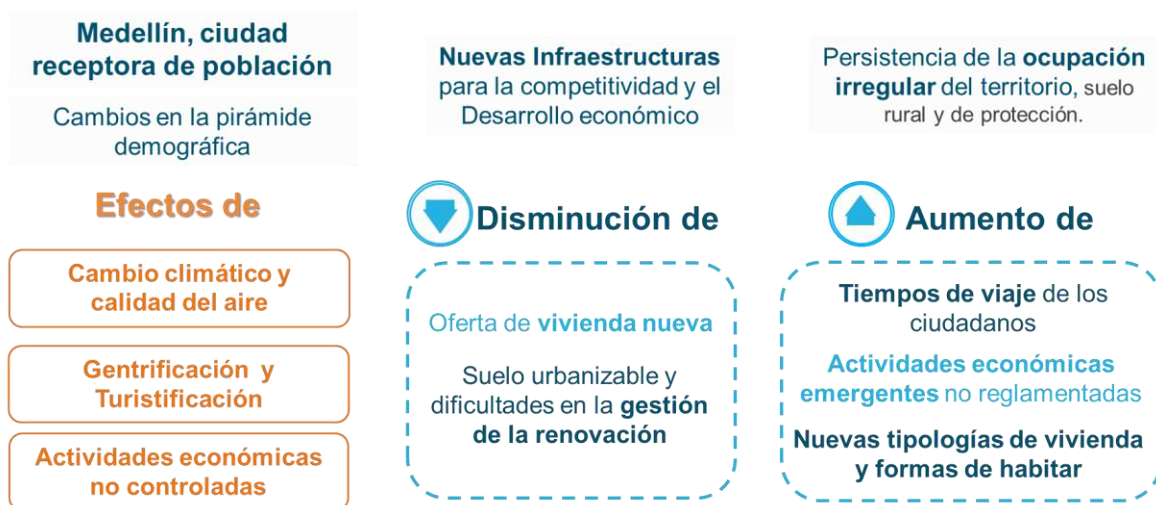 Medellín, ciudad
receptora de población
Cambios en la pirámide
demográfica
Nuevas Infraestructuras
para la competitividad y el
Desarrollo económico
Persistencia de la ocupación
irregular del territorio, suelo
rural y de protección.
Efectos de
Cambio climático y
calidad del aire
Gentrificación y
Turistificación
Actividades económicas
no controladas
Disminución de
Oferta de vivienda nueva
Suelo urbanizable y
dificultades en la gestión
de la renovación
Aumento de
Tiempos de viaje de los
ciudadanos
Actividades económicas
emergentes no reglamentadas
Nuevas tipologías de vivienda
y formas de habitar